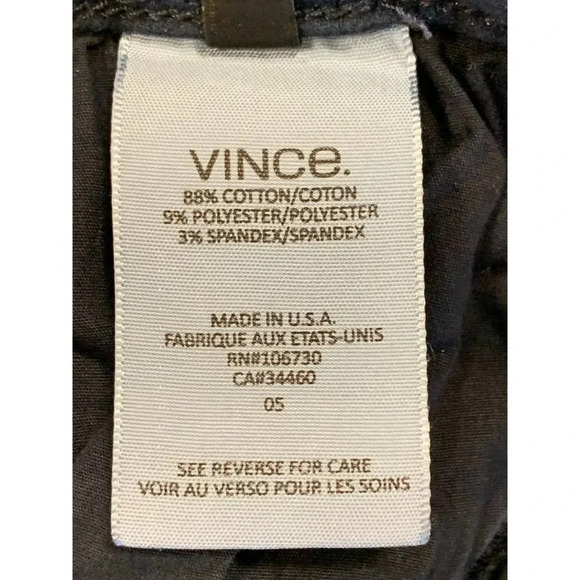 VINCe.
88% COTTON/COTON
9% POLYESTER/POLYESTER
3% SPANDEX/SPANDEX
MADE IN U.S.A.
FABRIQUE AUX ETATS-UNIS
RN#106730
CA#34460
05
SEE REVERSE FOR CARE
VOIR AU VERSO POUR LES SOINS